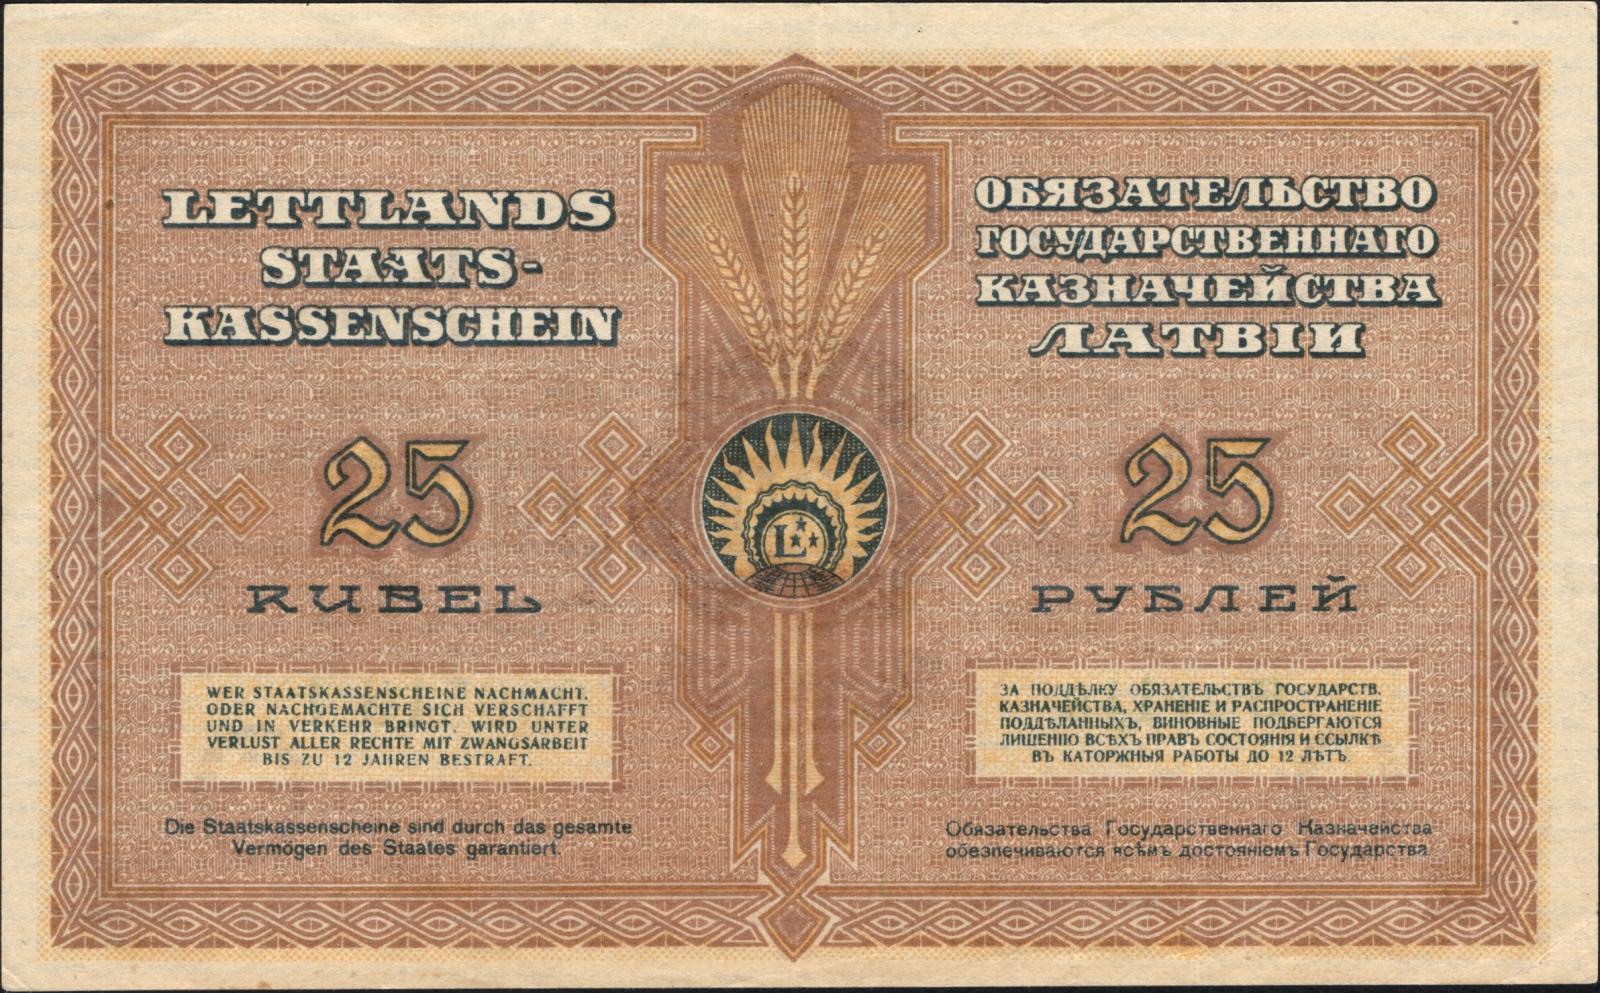 LETTLANDS
STAATS-
KASSENSCHEIN
25
RUBEL
WER STAATSKASSENSCHEINE NACHMACHT,
ODER NACHGEMACHTE SICH VERSCHAFFT
UND IN VERKEHR BRINGT, WIRD UNTER
VERLUST ALLER RECHTE MIT ZWANGSARBEIT
BIS ZU 12 JAHREN BESTRAFT.
Die Staatskassenscheine sind durch das gesamte
Vermögen des Staates garantiert.
L
ОБЯЗАТЕЛЬСТВО
ГОСУДАРСТВЕННАГО
КАЗНАЧЕЙСТВА
ЛАТВІИ
25
РУБЛЕЙ
ЗА ПОДДѢЛКУ ОБЯЗАТЕЛЬСТВЪ ГОСУДАРСТВ.
КАЗНАЧЕЙСТВА, ХРАНЕНІЕ И РАСПРОСТРАНЕНІЕ
ПОДДѢЛАННЫХЪ, ВИНОВНЫЕ ПОДВЕРГАЮТСЯ
ЛИШЕНІЮ ВСѢХЪ ПРАВЪ СОСТОЯНІЯ И ССЫЛКѢ
ВЪ КАТОРЖНЫЯ РАБОТЫ ДО 12 ЛѢТЪ.
Обязательства Государственнаго Казначейства
обезпечиваются всѣмъ достояніемъ Государства.